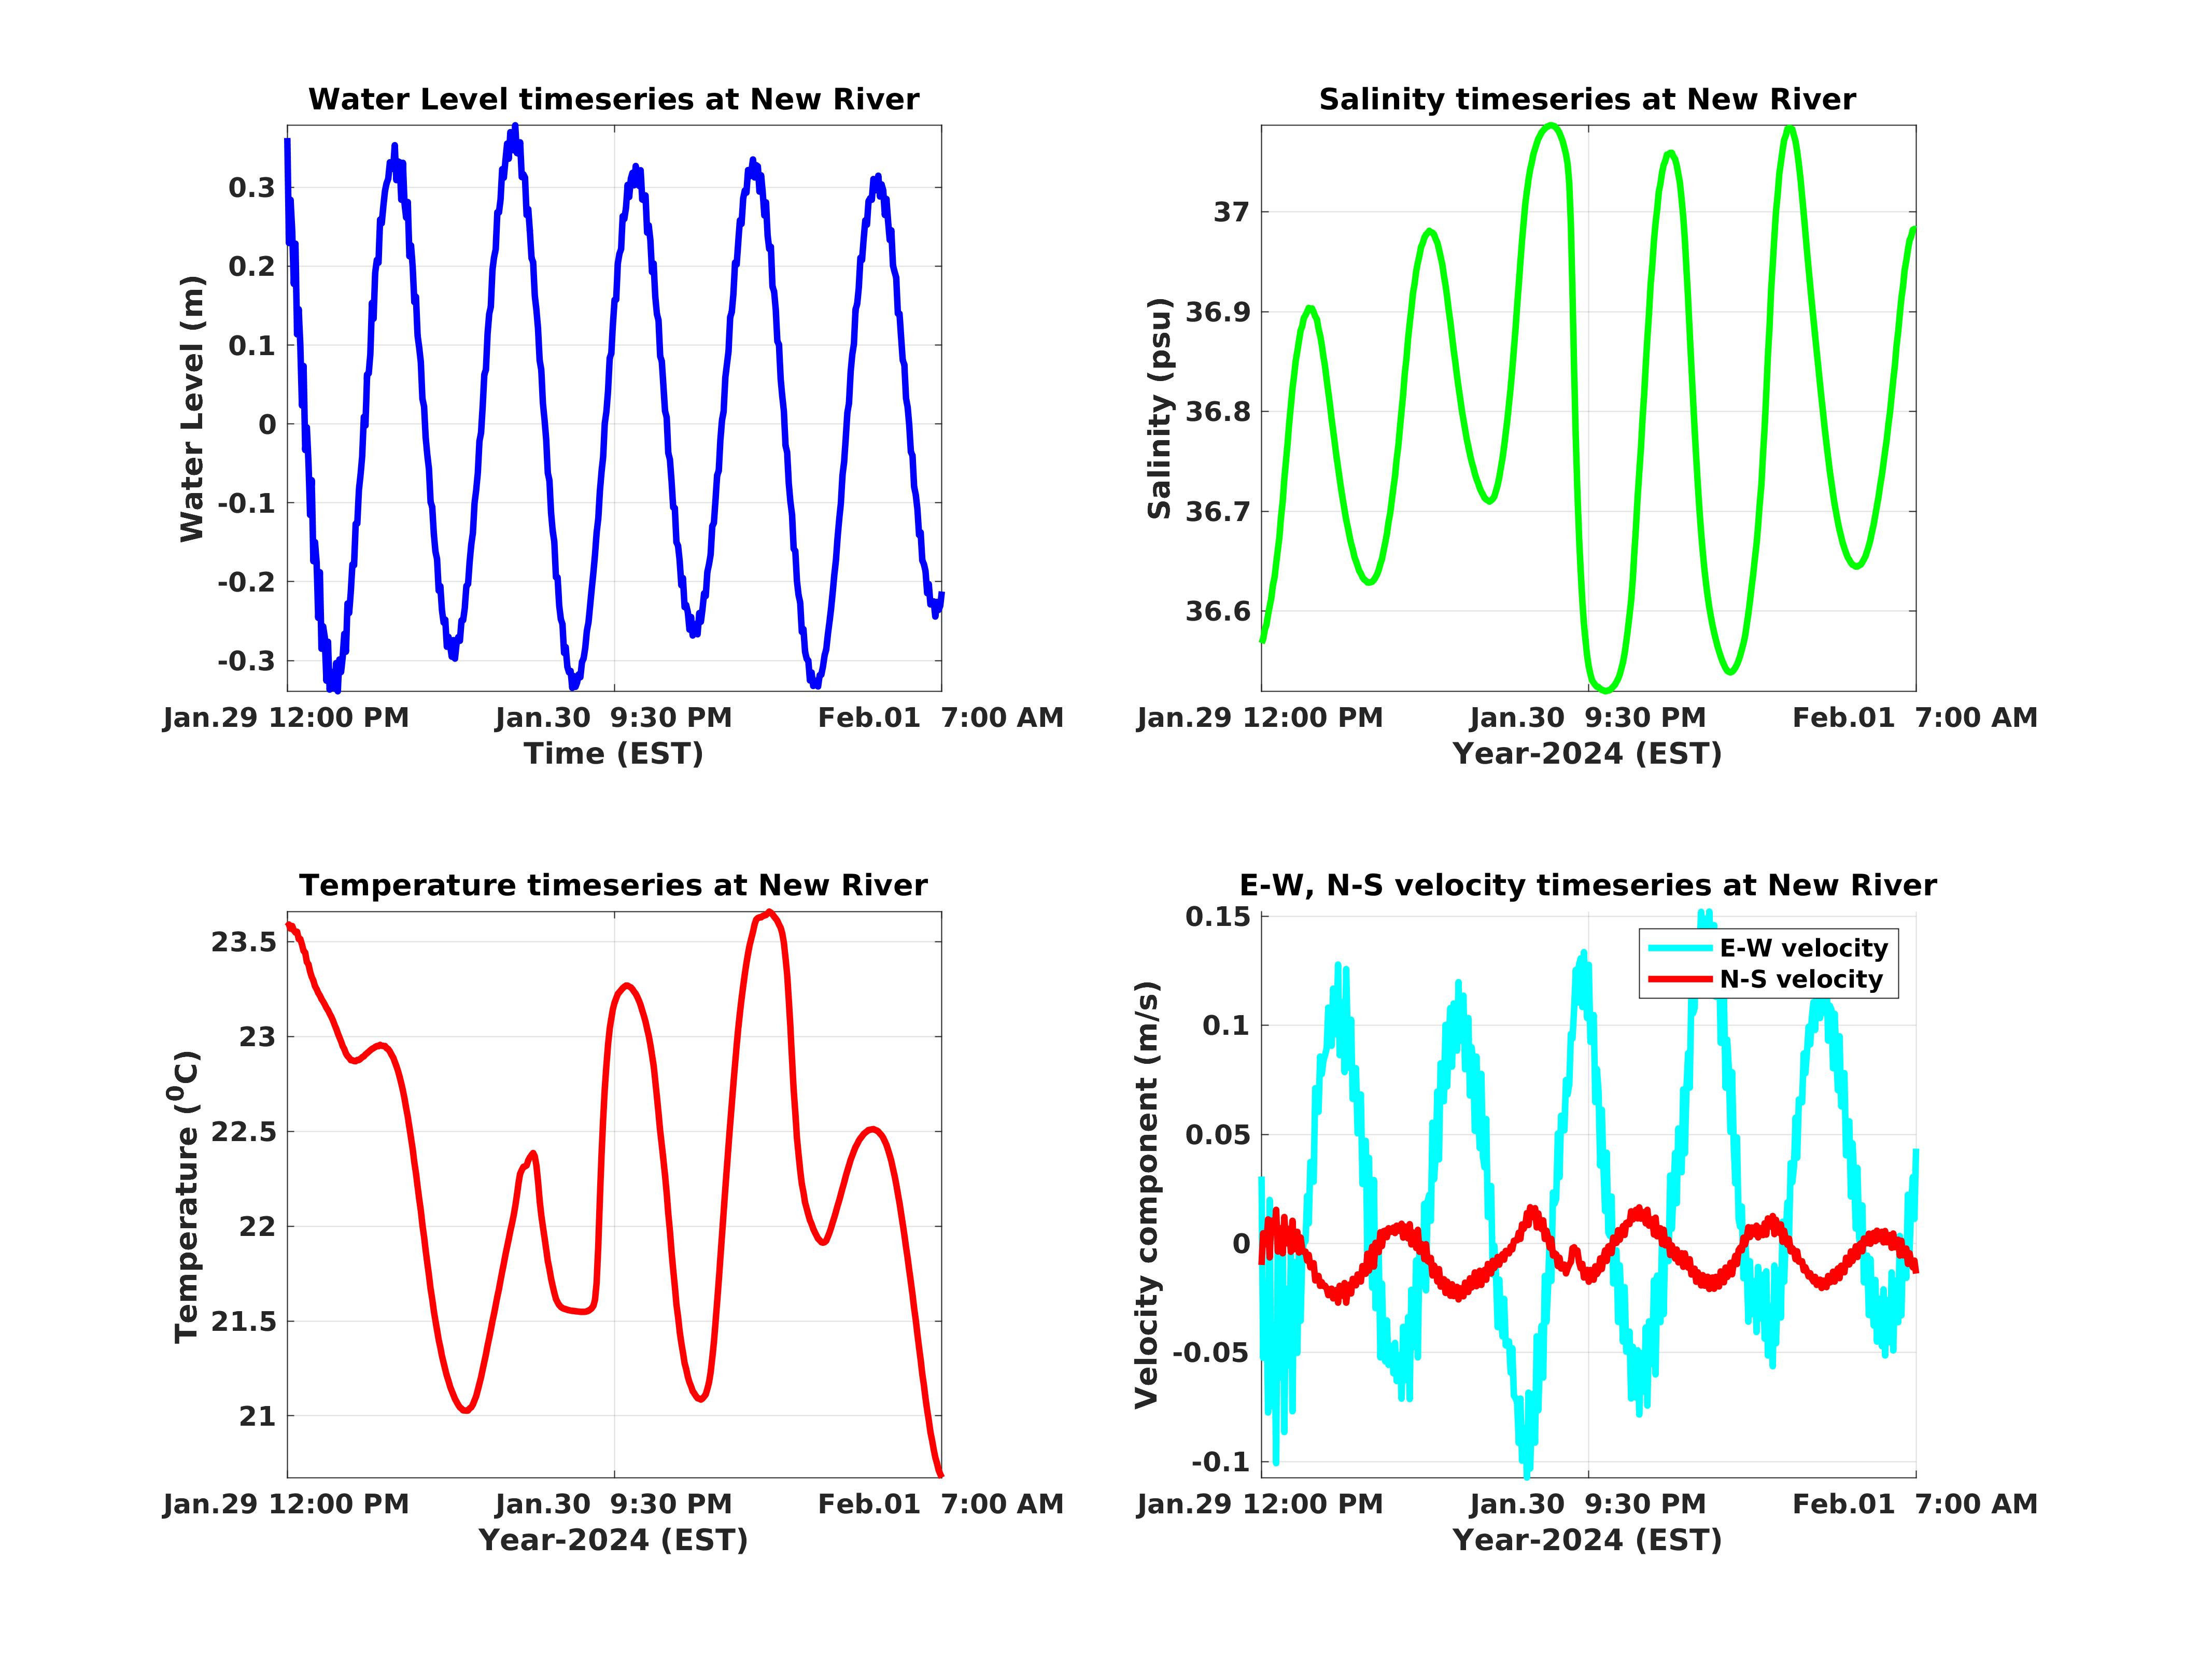 Water Level timeseries at New River
Water Level (m)
0.3
0.2
0.1
0
-0.1
-0.2
-0.3
Jan.29 12:00 PM Jan.30 9:30 PM Feb.01 7:00 AM
Time (EST)
Salinity timeseries at New River
Salinity (psu)
37
36.9
36.8
36.7
36.6
Jan.29 12:00 PM Jan.30 9:30 PM Feb.01 7:00 AM
Year-2024 (EST)
Temperature timeseries at New River
Temperature (⁰C)
23.5
23
22.5
22
21.5
21
Jan.29 12:00 PM Jan.30 9:30 PM Feb.01 7:00 AM
Year-2024 (EST)
E-W, N-S velocity timeseries at New River
Velocity component (m/s)
0.15
0.1
0.05
0
-0.05
-0.1
E-W velocity
N-S velocity
Jan.29 12:00 PM Jan.30 9:30 PM Feb.01 7:00 AM
Year-2024 (EST)